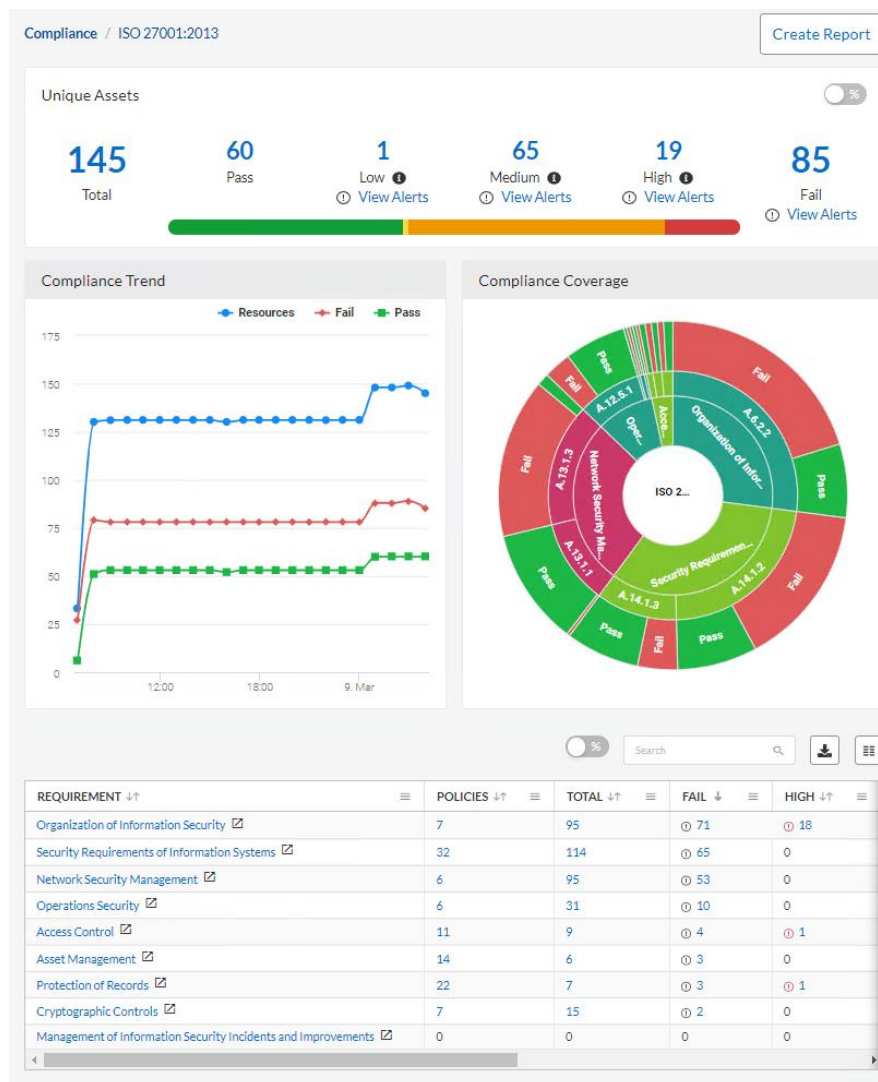 Compliance / ISO 27001:2013
Create Report
Unique Assets
%
145
Total
60
Pass
1
Low
View Alerts
65
Medium
View Alerts
19
High
View Alerts
85
Fail
View Alerts
Compliance Trend
Resources Fail Pass
175
150
125
100
75
50
25
0
12:00 18:00 9. Mar
Compliance Coverage
ISO 2...
Organization of Infor...
A.6.2.2
Fail
Pass
Security Requiremen...
A.14.1.2
Fail
Pass
A.14.1.3
Fail
Pass
Network Security Ma...
A.13.1.1
Pass
A.13.1.3
Fail
Oper...
A.12.5.1
Fail
Pass
Acce...
%
Search
REQUIREMENT POLICIES TOTAL FAIL HIGH
Organization of Information Security 7 95 71 18
Security Requirements of Information Systems 32 114 65 0
Network Security Management 6 95 53 0
Operations Security 6 31 10 0
Access Control 11 9 4 1
Asset Management 14 6 3 0
Protection of Records 22 7 3 1
Cryptographic Controls 7 15 2 0
Management of Information Security Incidents and Improvements 0 0 0 0